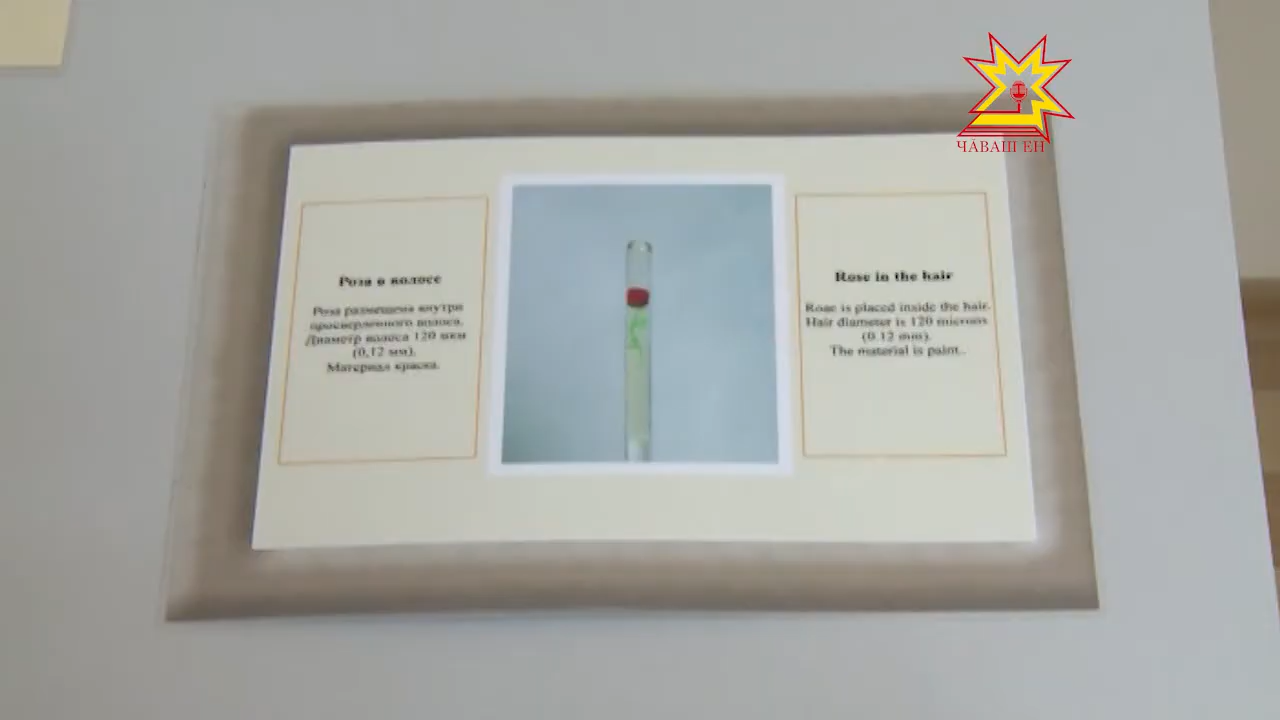 ЧӐВАШ ЕН
Роза в волосе
Роза размещена внутри
просверленного волоса.
Диаметр волоса 120 мкм
(0,12 мм).
Материал краска.
Rose in the hair
Rose is placed inside the hair.
Hair diameter is 120 microns
(0.12 mm).
The material is paint.